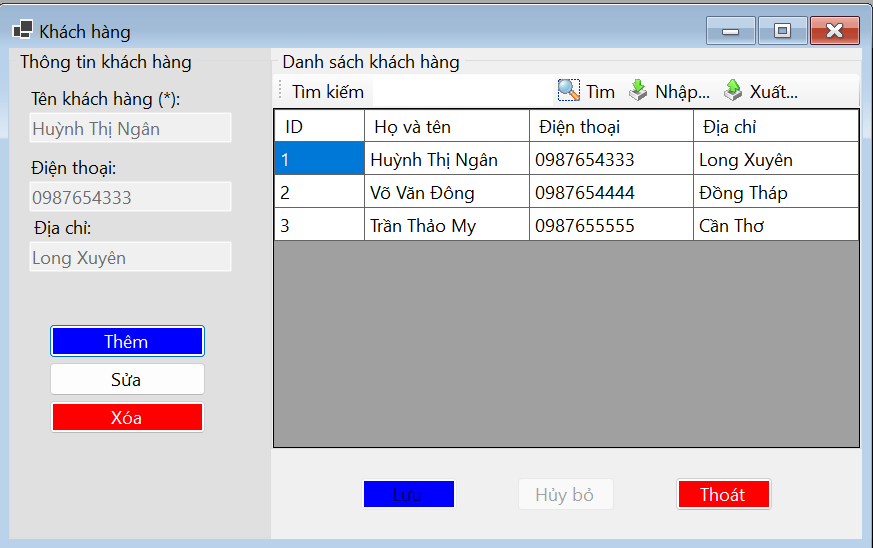 Khách hàng
Thông tin khách hàng
Tên khách hàng (*):
Huỳnh Thị Ngân
Điện thoại:
0987654333
Địa chỉ:
Long Xuyên
Thêm
Sửa
Xóa
Danh sách khách hàng
Tìm kiếm Tìm Nhập... Xuất...
ID Họ và tên Điện thoại Địa chỉ
1 Huỳnh Thị Ngân 0987654333 Long Xuyên
2 Võ Văn Đông 0987654444 Đồng Tháp
3 Trần Thảo My 0987655555 Cần Thơ
Lưu Hủy bỏ Thoát